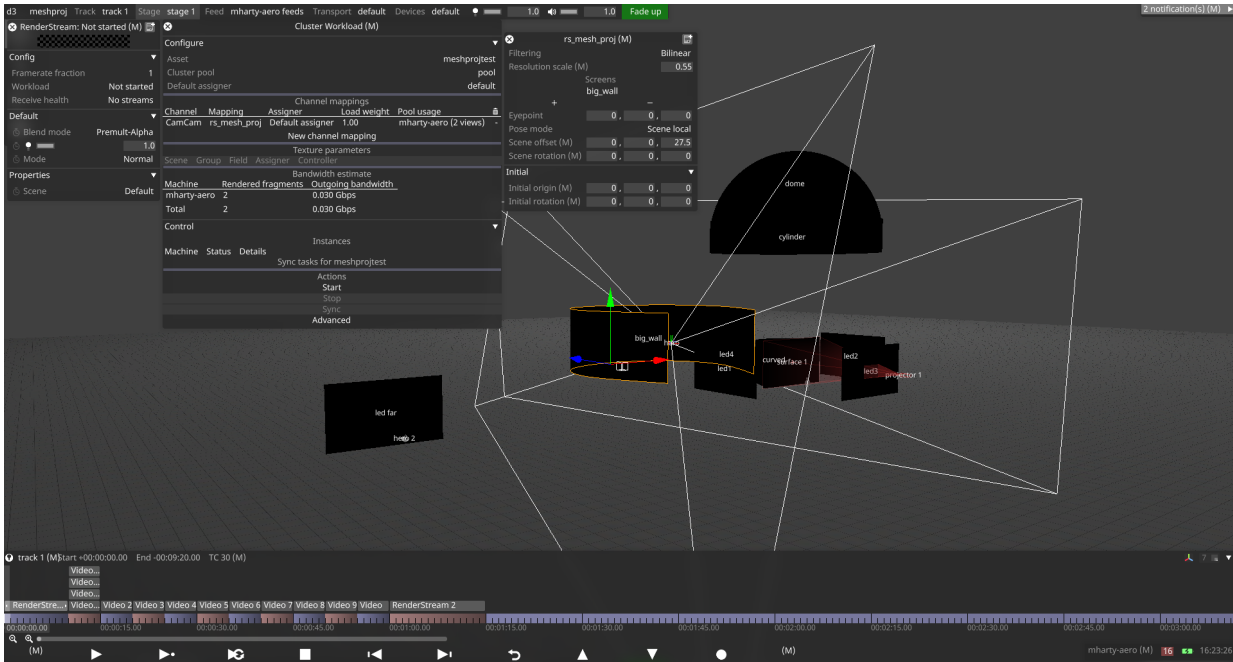 d3 meshproj Track track 1 Stage stage 1 Feed mharty-aero feeds Transport default Devices default 1.0 1.0 Fade up 2 notification(s) (M)
RenderStream: Not started (M)
Config
Framerate fraction 1
Workload Not started
Receive health No streams
Default
Blend mode Premult-Alpha
1.0
Mode Normal
Properties
Scene Default
Cluster Workload (M)
Configure
Asset meshprojtest
Cluster pool pool
Default assigner default
Channel mappings
Channel Mapping Assigner Load weight Pool usage
CamCam rs_mesh_proj Default assigner 1.00 mharty-aero (2 views) -
New channel mapping
Texture parameters
Scene Group Field Assigner Controller
Bandwidth estimate
Machine Rendered fragments Outgoing bandwidth
mharty-aero 2 0.030 Gbps
Total 2 0.030 Gbps
Control
Instances
Machine Status Details
Sync tasks for meshprojtest
Actions
Start
Stop
Sync
Advanced
rs_mesh_proj (M)
Filtering Bilinear
Resolution scale (M) 0.55
Screens
big_wall
+ −
Eyepoint 0, 0, 0
Pose mode Scene local
Scene offset (M) 0, 0, 27.5
Scene rotation (M) 0, 0, 0
Initial
Initial origin (M) 0, 0, 0
Initial rotation (M) 0, 0, 0
dome
cylinder
big_wall
led4
led1
curved
surface 1
led2
led3
projector 1
led far
hero 2
track 1 (M) Start +00:00:00.00 End -00:09:20.00 TC 30 (M) 7
Video...
Video...
Video...
RenderStre... Video... Video 2 Video 3 Video 4 Video 5 Video 6 Video 7 Video 8 Video 9 Video RenderStream 2
00:00:00.00 00:00:15.00 00:00:30.00 00:00:45.00 00:01:00.00 00:01:15.00 00:01:30.00 00:01:45.00 00:02:00.00 00:02:15.00 00:02:30.00 00:02:45.00 00:03:00.00
(M) (M) mharty-aero (M) 16 16:23:26